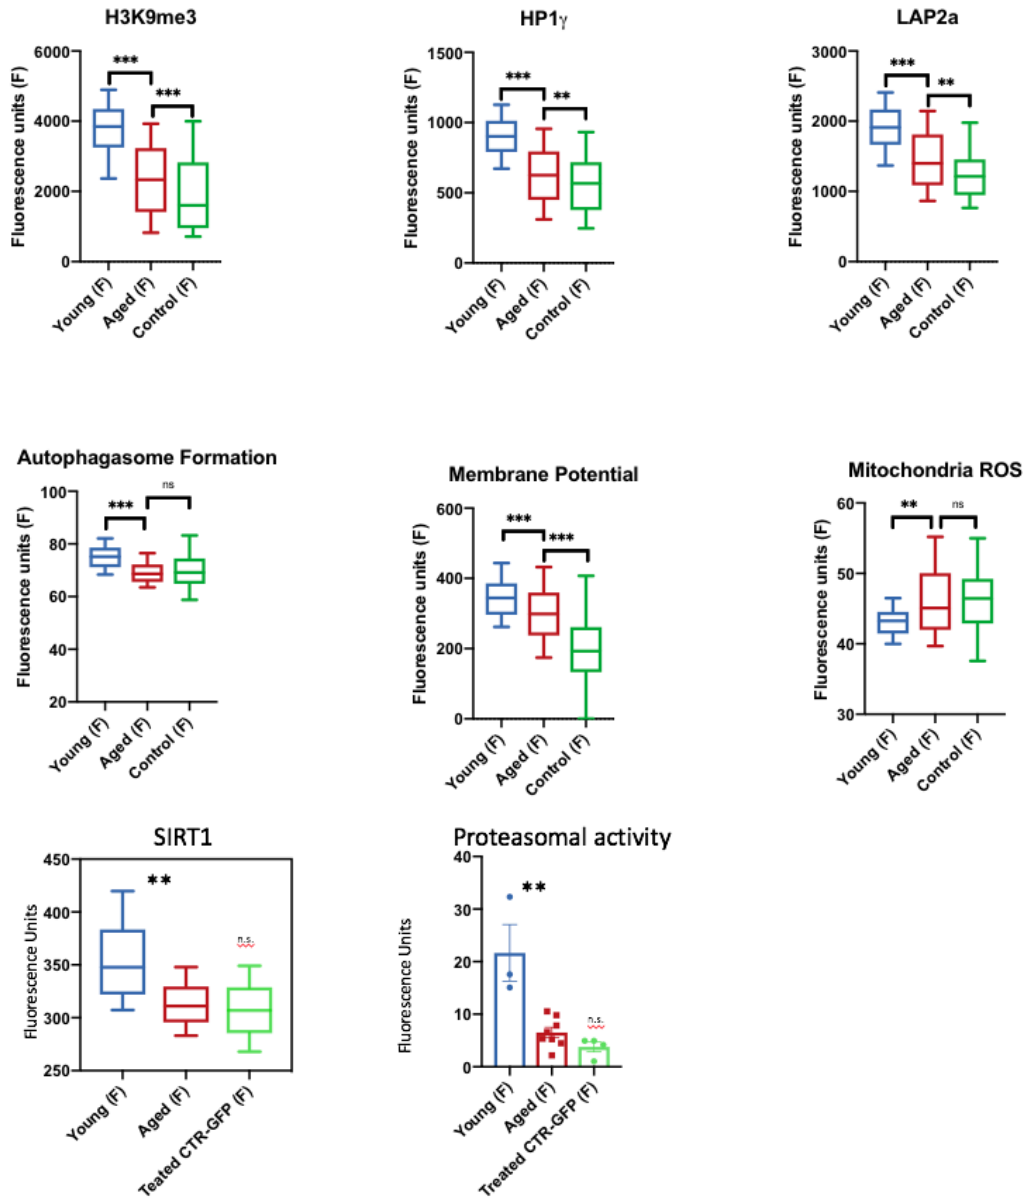 H3K9me3
6000
4000
2000
0
Fluorescence units (F)
***
***
Young (F)
Aged (F)
Control (F)
HP1γ
1500
1000
500
0
Fluorescence units (F)
***
**
Young (F)
Aged (F)
Control (F)
LAP2a
3000
2000
1000
0
Fluorescence units (F)
***
**
Young (F)
Aged (F)
Control (F)
Autophagasome Formation
100
80
60
40
20
Fluorescence units (F)
***
ns
Young (F)
Aged (F)
Control (F)
Membrane Potential
600
400
200
0
Fluorescence units (F)
***
***
Young (F)
Aged (F)
Control (F)
Mitochondria ROS
60
50
40
30
Fluorescence units (F)
**
ns
Young (F)
Aged (F)
Control (F)
SIRT1
450
400
350
300
250
Fluorescence Units
**
n.s.
Young (F)
Aged (F)
Teated CTR-GFP (F)
Proteasomal activity
40
30
20
10
0
Fluorescence Units
**
n.s.
Young (F)
Aged (F)
Treated CTR-GFP (F)